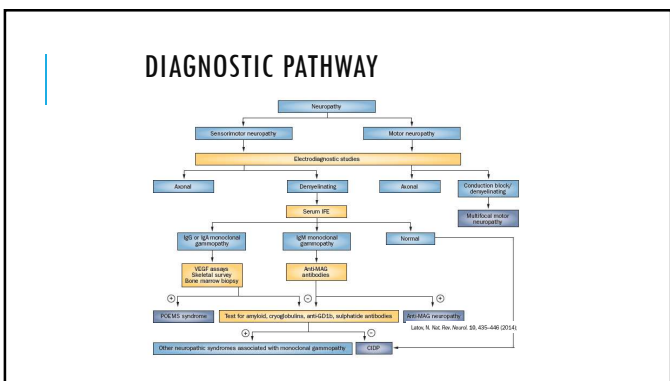 DIAGNOSTIC PATHWAY
Neuropathy
Sensorimotor neuropathy
Motor neuropathy
Electrodiagnostic studies
Axonal
Demyelinating
Axonal
Conduction block/
demyelinating
Serum IFE
Multifocal motor
neuropathy
IgG or IgA monoclonal
gammopathy
IgM monoclonal
gammopathy
Normal
VEGF assays
Skeletal survey
Bone marrow biopsy
Anti-MAG
antibodies
+
–
+
POEMS syndrome
Test for amyloid, cryoglobulins, anti-GD1b, sulphatide antibodies
Anti-MAG neuropathy
Latov, N. Nat. Rev. Neurol. 10, 435–446 (2014);
+
–
Other neuropathic syndromes associated with monoclonal gammopathy
CIDP